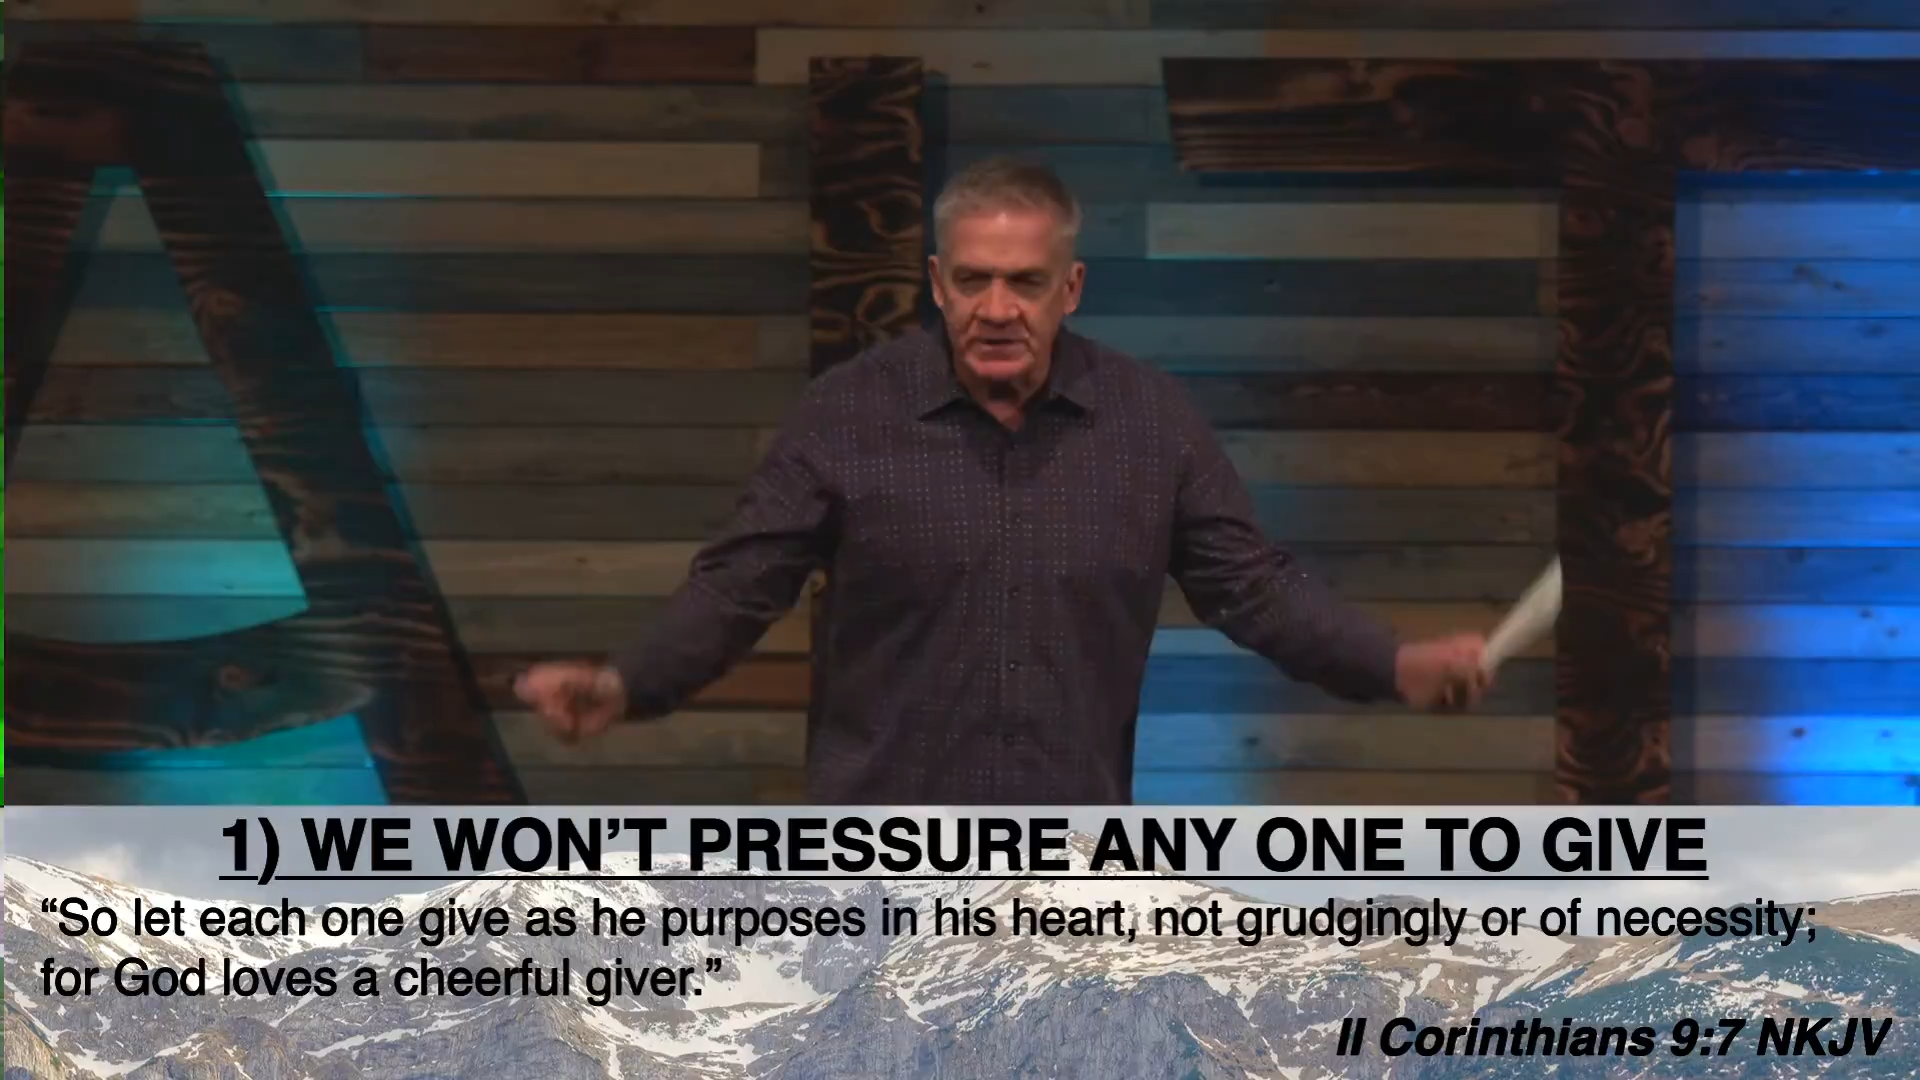 1) WE WON’T PRESSURE ANY ONE TO GIVE
“So let each one give as he purposes in his heart, not grudgingly or of necessity;
for God loves a cheerful giver.”
II Corinthians 9:7 NKJV